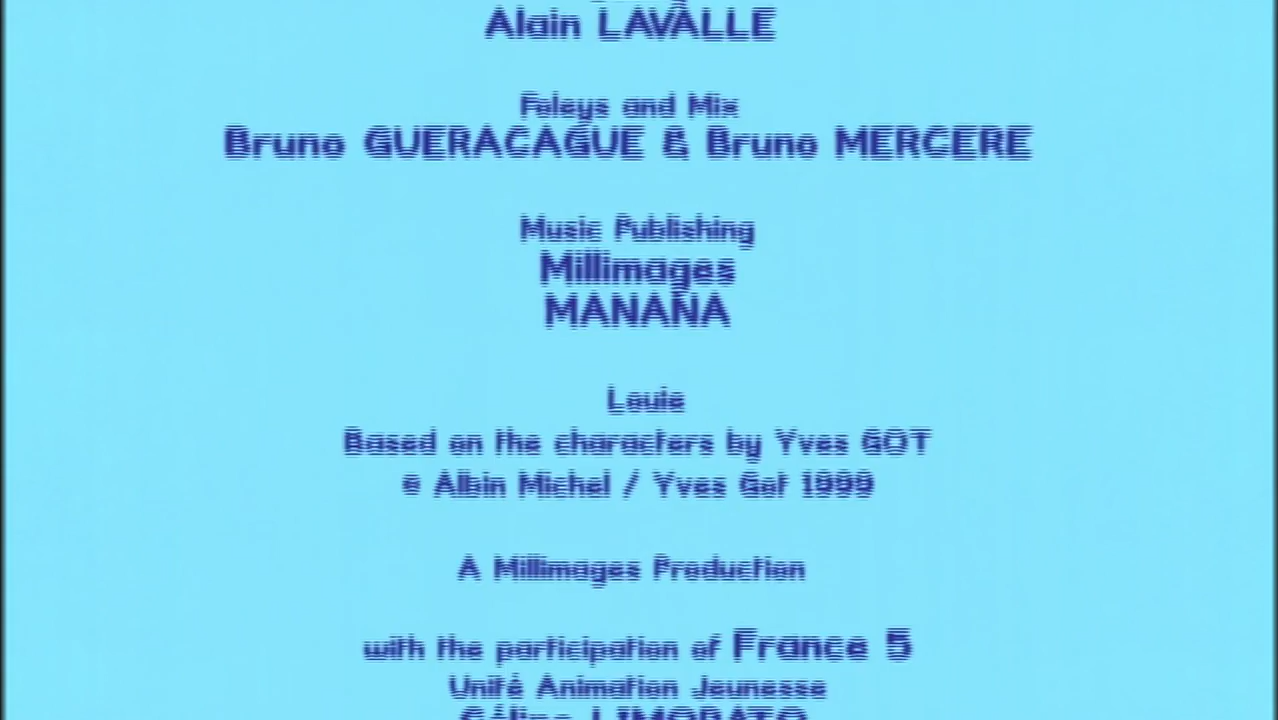 Alain LAVALLE
Foleys and Mix
Bruno GUERACAGUE & Bruno MERCERE
Music Publishing
Millimages
MANAÑA
Louie
Based on the characters by Yves GOT
© Albin Michel / Yves Got 1999
A Millimages Production
with the participation of France 5
Unité Animation Jeunesse